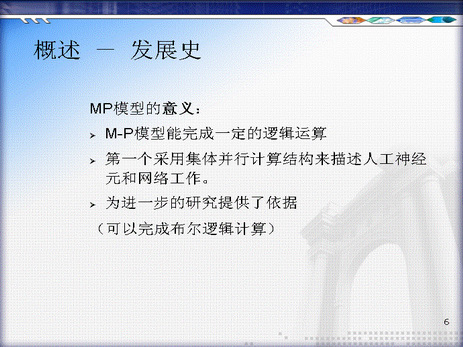 概述 － 发展史
MP模型的意义：
➢ M-P模型能完成一定的逻辑运算
➢ 第一个采用集体并行计算结构来描述人工神经
元和网络工作。
➢ 为进一步的研究提供了依据
（可以完成布尔逻辑计算）
6